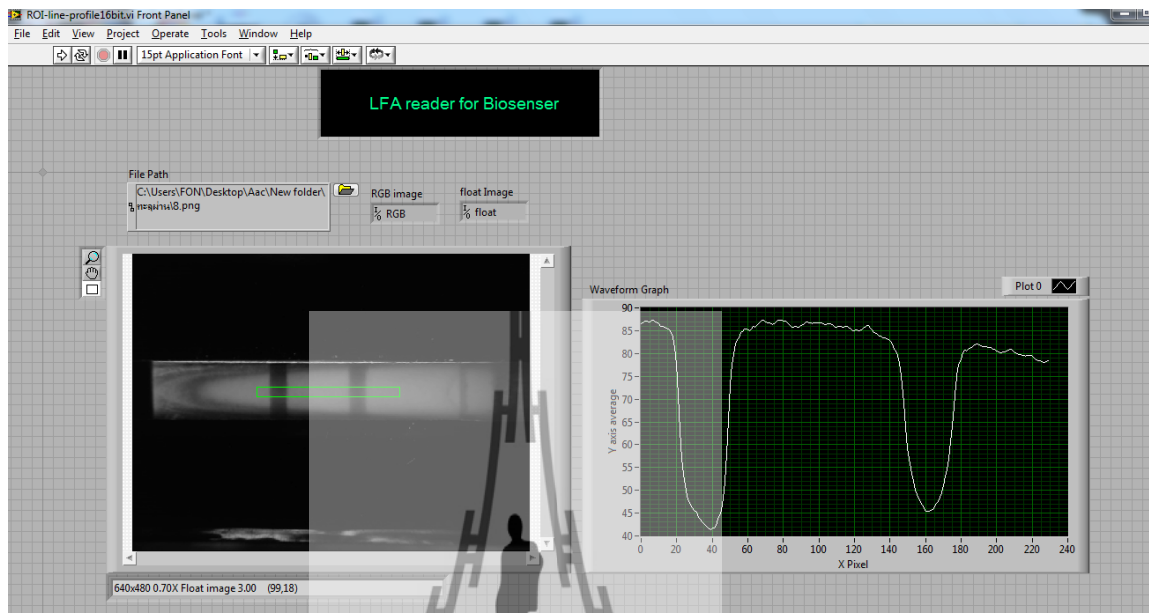 ROI-line-profile16bit.vi Front Panel
File Edit View Project Operate Tools Window Help
15pt Application Font
LFA reader for Biosenser
File Path
C:\Users\FON\Desktop\Aac\New folder\
ทะลุผ่าน\8.png
RGB image
RGB
float Image
float
Waveform Graph
Plot 0
90
85
80
75
70
65
60
55
50
45
40
Y axis average
0 20 40 60 80 100 120 140 160 180 200 220 240
X Pixel
640x480 0.70X Float image 3.00 (99,18)